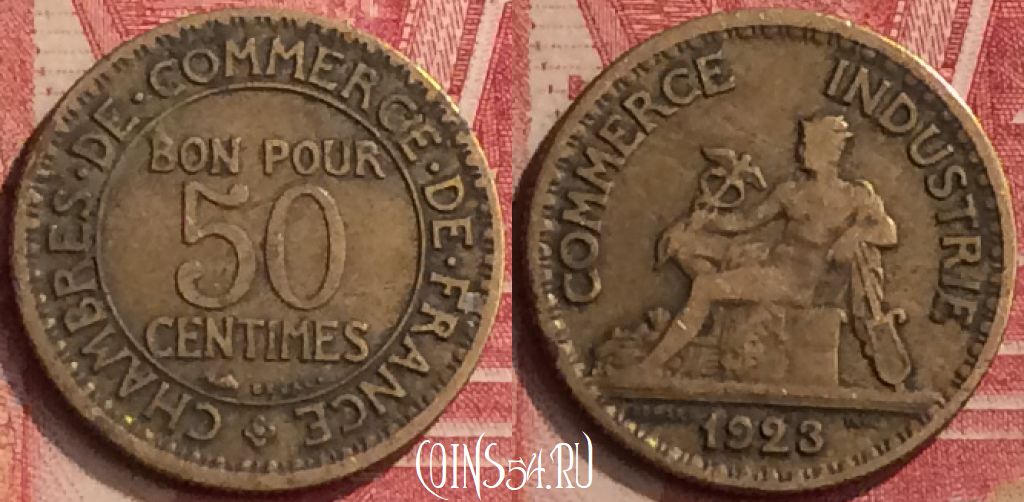 CHAMBRES·DE·COMMERCE·DE·FRANCE
BON POUR
50
CENTIMES
COMMERCE INDUSTRIE
1923
COINS54.RU